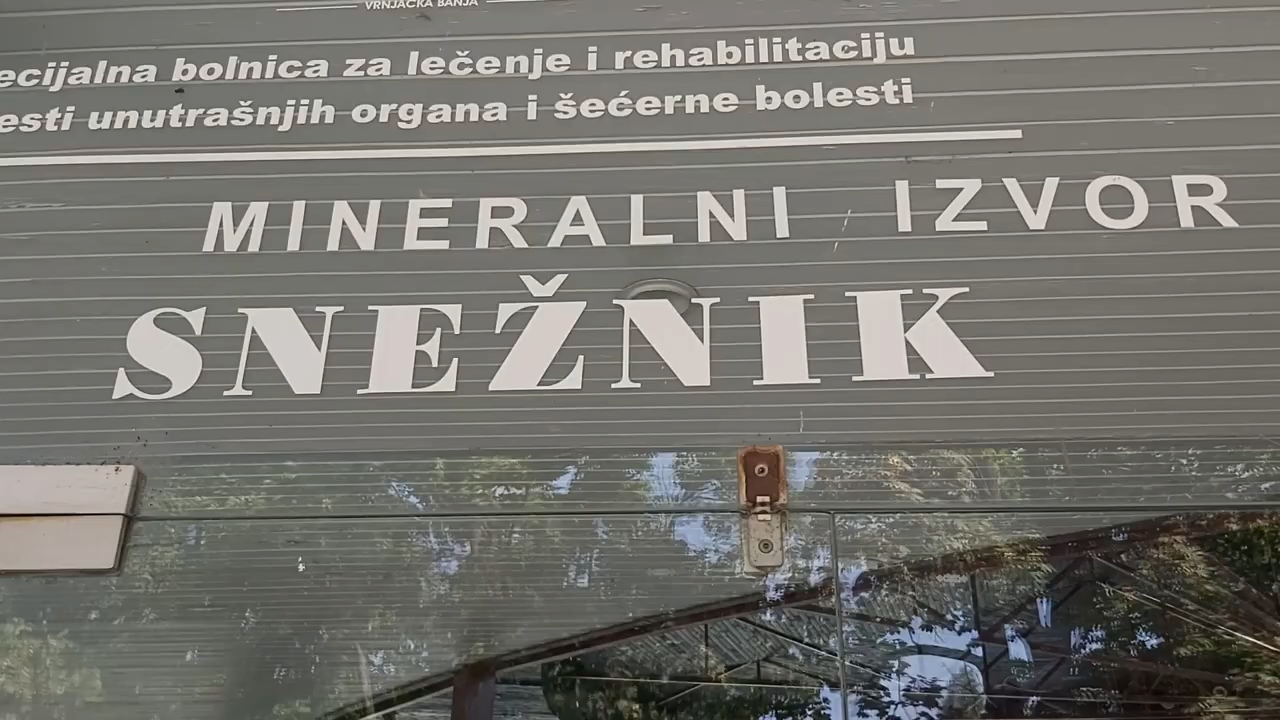 VRNJAČKA BANJA
ecijalna bolnica za lečenje i rehabilitaciju
esti unutrašnjih organa i šećerne bolesti
MINERALNI IZVOR
SNEŽNIK